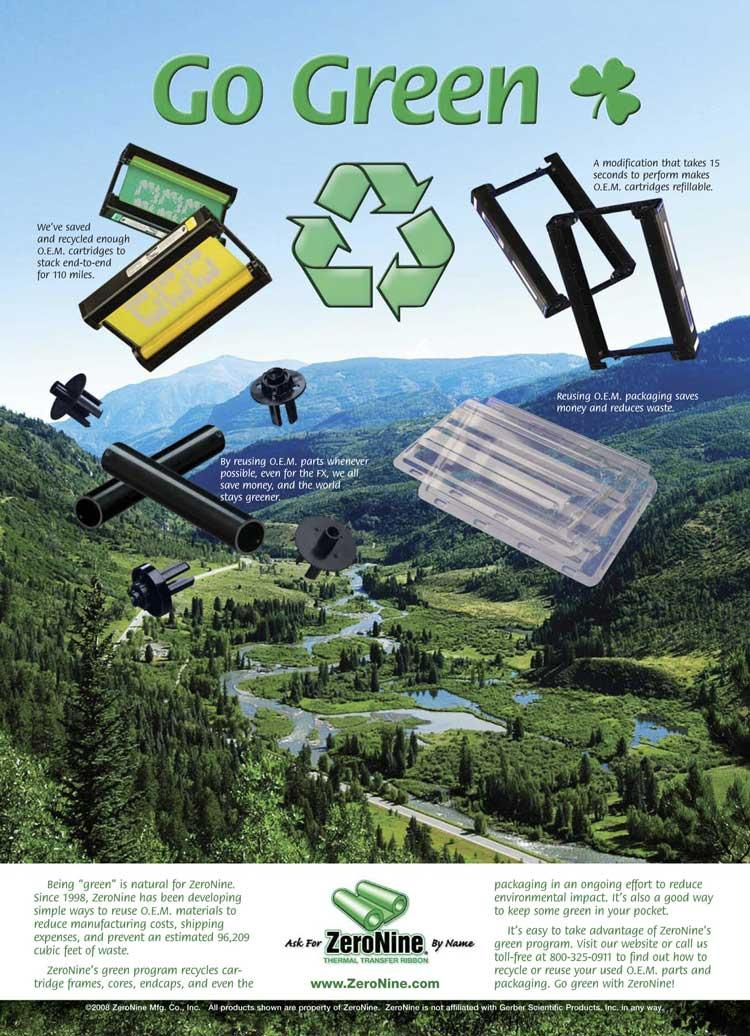 Go Green
A modification that takes 15
seconds to perform makes
O.E.M. cartridges refillable.
We've saved
and recycled enough
O.E.M. cartridges to
stack end-to-end
for 110 miles.
Reusing O.E.M. packaging saves
money and reduces waste.
By reusing O.E.M. parts whenever
possible, even for the FX, we all
save money, and the world
stays greener.
Being "green" is natural for ZeroNine.
Since 1998, ZeroNine has been developing
simple ways to reuse O.E.M. materials to
reduce manufacturing costs, shipping
expenses, and prevent an estimated 96,209
cubic feet of waste.
ZeroNine's green program recycles car-
tridge frames, cores, endcaps, and even the
Ask For ZeroNine® By Name
THERMAL TRANSFER RIBBON
www.ZeroNine.com
packaging in an ongoing effort to reduce
environmental impact. It's also a good way
to keep some green in your pocket.
It's easy to take advantage of ZeroNine's
green program. Visit our website or call us
toll-free at 800-325-0911 to find out how to
recycle or reuse your used O.E.M. parts and
packaging. Go green with ZeroNine!
©2008 ZeroNine Mfg. Co., Inc. All products shown are property of ZeroNine. ZeroNine is not affiliated with Gerber Scientific Products, Inc. in any way.